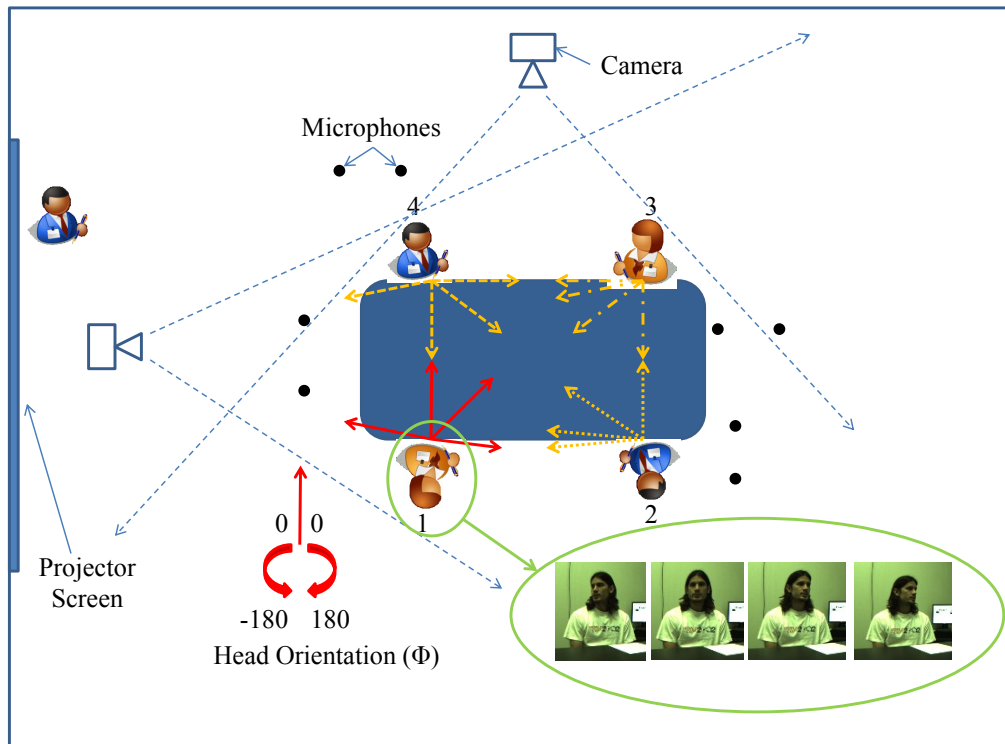 Camera
Microphones
4
3
1
2
0 0
-180 180
Head Orientation (Φ)
Projector
Screen